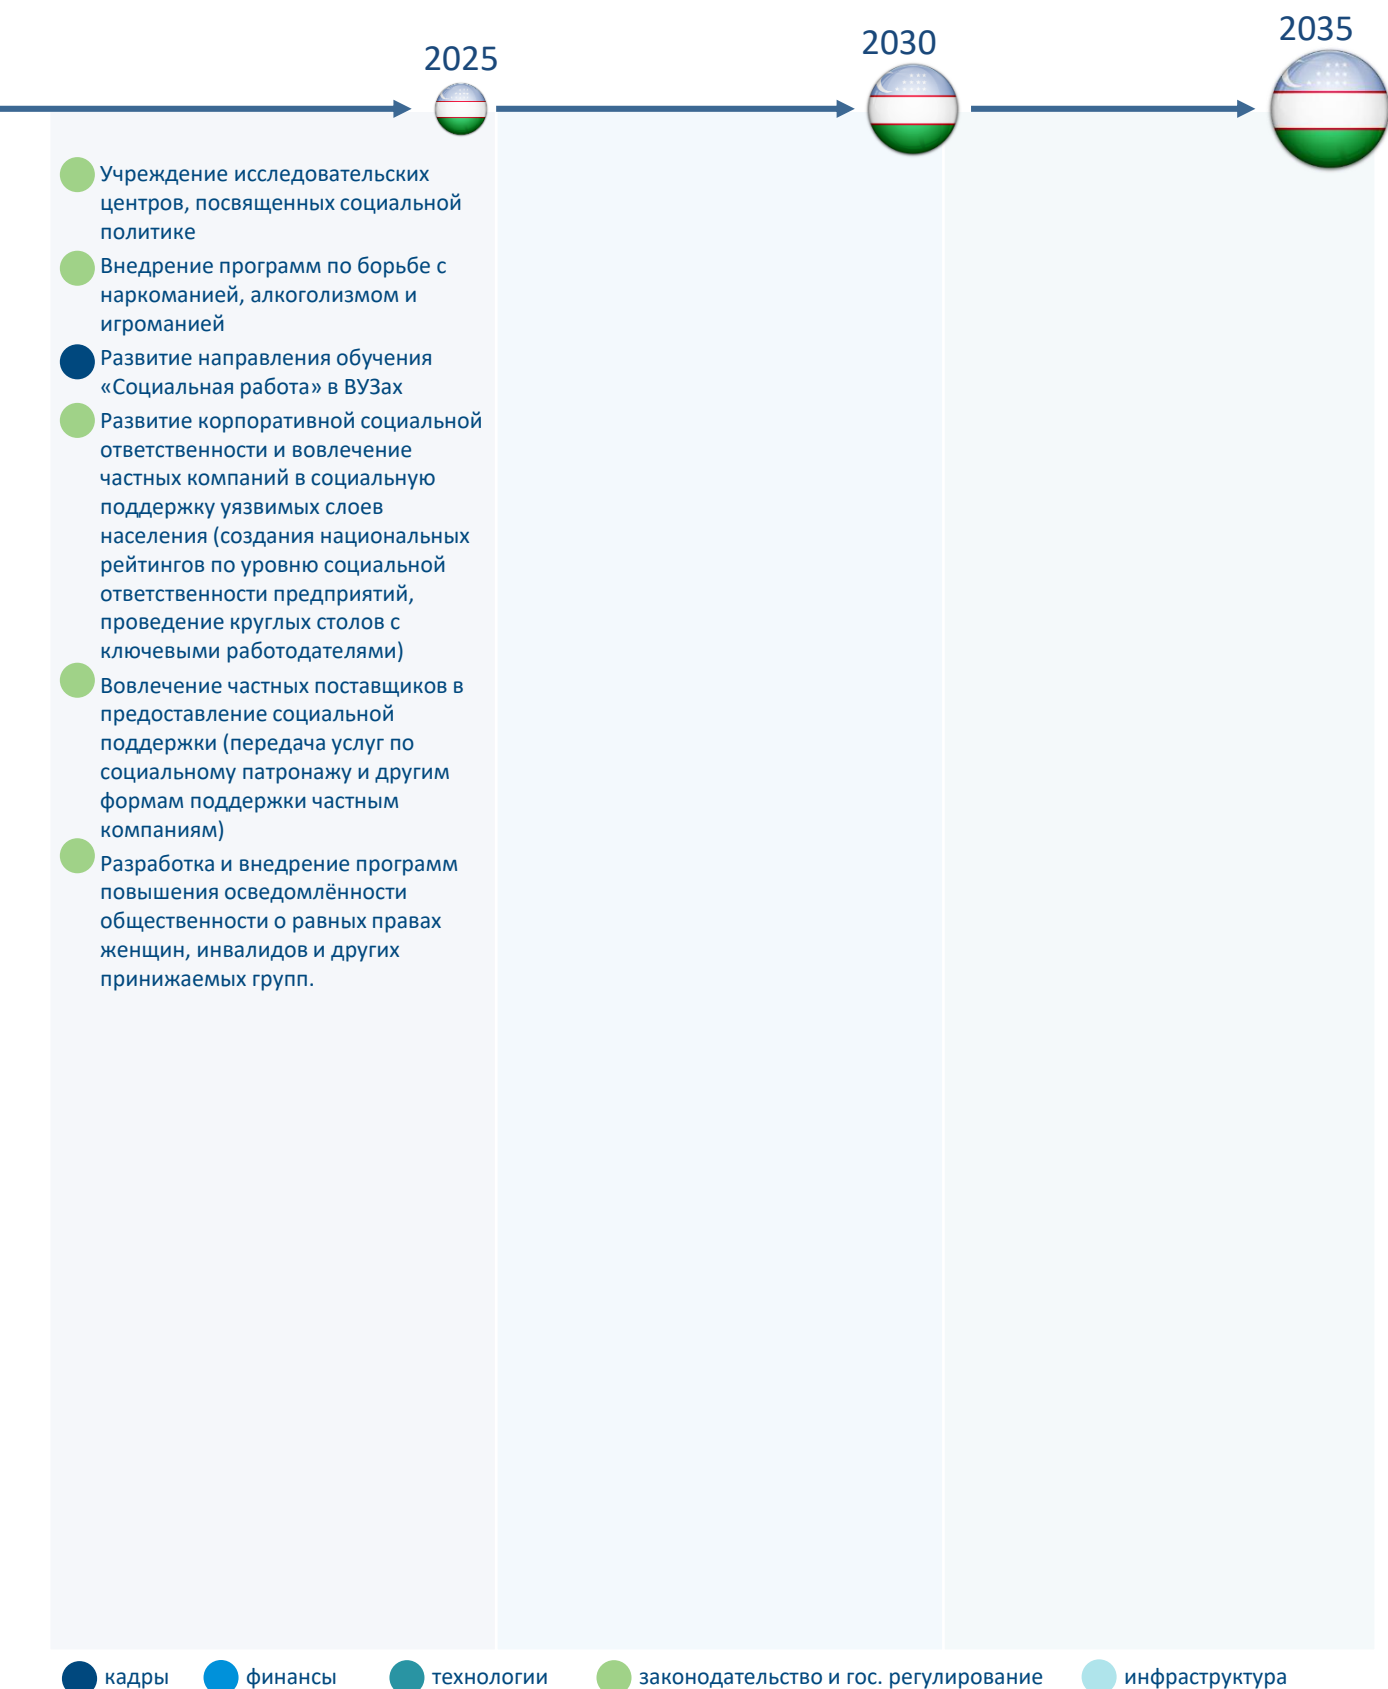 2025
2030
2035
Учреждение исследовательских
центров, посвященных социальной
политике
Внедрение программ по борьбе с
наркоманией, алкоголизмом и
игроманией
Развитие направления обучения
«Социальная работа» в ВУЗах
Развитие корпоративной социальной
ответственности и вовлечение
частных компаний в социальную
поддержку уязвимых слоев
населения (создания национальных
рейтингов по уровню социальной
ответственности предприятий,
проведение круглых столов с
ключевыми работодателями)
Вовлечение частных поставщиков в
предоставление социальной
поддержки (передача услуг по
социальному патронажу и другим
формам поддержки частным
компаниям)
Разработка и внедрение программ
повышения осведомлённости
общественности о равных правах
женщин, инвалидов и других
принижаемых групп.
кадры финансы технологии законодательство и гос. регулирование инфраструктура